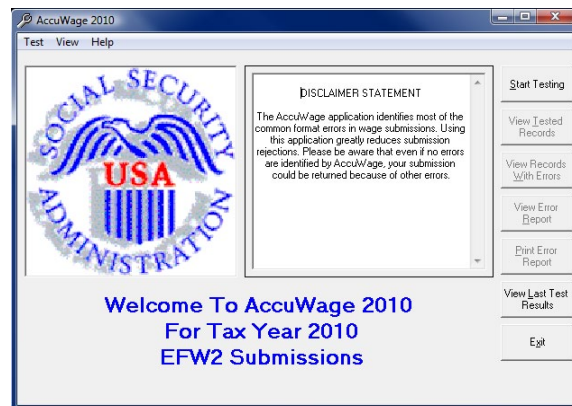 AccuWage 2010
Test View Help
SOCIAL SECURITY
USA
ADMINISTRATION
DISCLAIMER STATEMENT
The AccuWage application identifies most of the
common format errors in wage submissions. Using
this application greatly reduces submission
rejections. Please be aware that even if no errors
are identified by AccuWage, your submission
could be returned because of other errors.
Welcome To AccuWage 2010
For Tax Year 2010
EFW2 Submissions
Start Testing
View Tested
Records
View Records
With Errors
View Error
Report
Print Error
Report
View Last Test
Results
Exit